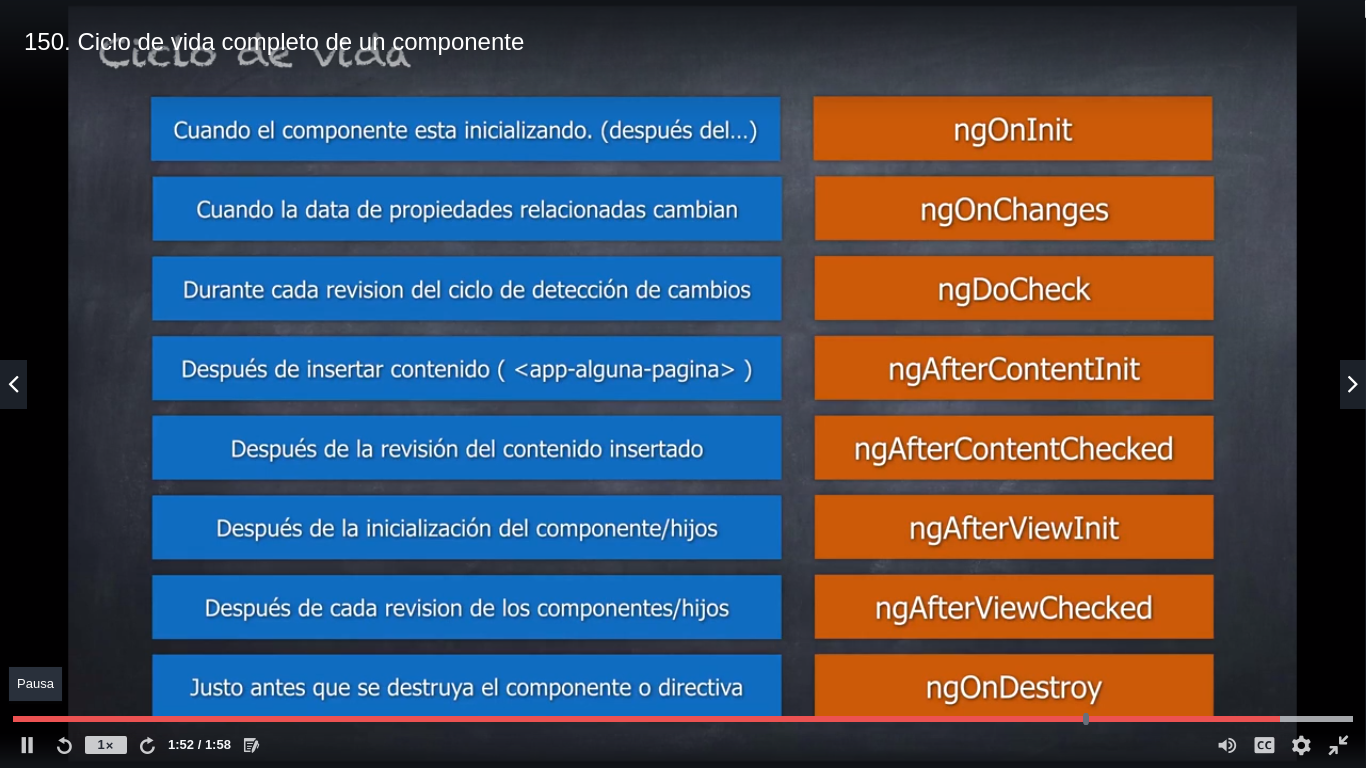 150. Ciclo de vida completo de un componente
Ciclo de vida
Cuando el componente esta inicializando. (después del...)
ngOnInit
Cuando la data de propiedades relacionadas cambian
ngOnChanges
Durante cada revision del ciclo de detección de cambios
ngDoCheck
Después de insertar contenido ( <app-alguna-pagina> )
ngAfterContentInit
Después de la revisión del contenido insertado
ngAfterContentChecked
Después de la inicialización del componente/hijos
ngAfterViewInit
Después de cada revision de los componentes/hijos
ngAfterViewChecked
Justo antes que se destruya el componente o directiva
ngOnDestroy
Pausa
1×
1:52 / 1:58
CC